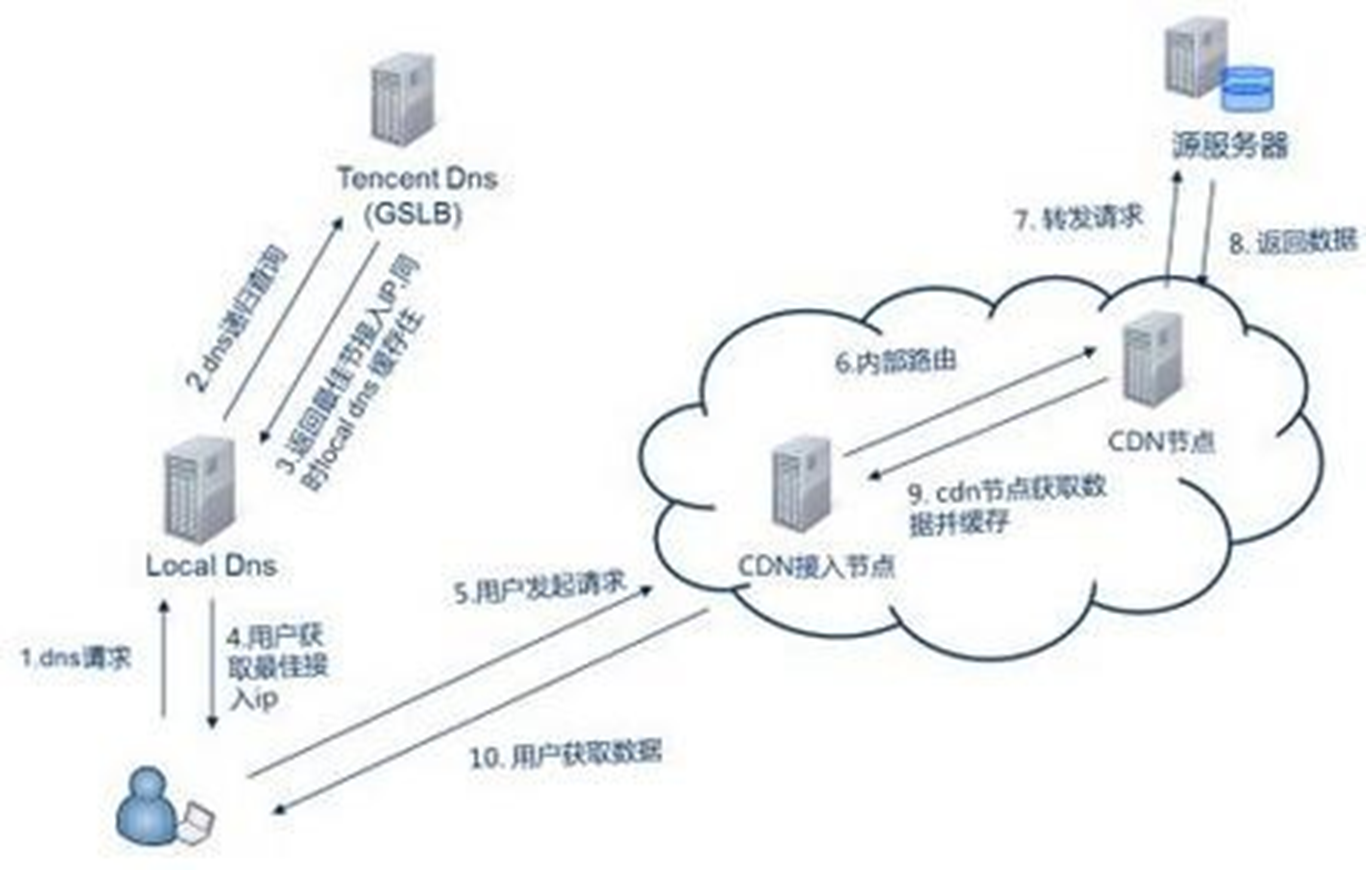 Tencent Dns
(GSLB)
源服务器
7. 转发请求
8. 返回数据
2.dns递归查询
3.返回最佳节接入IP,同
时local dns 缓存住
6.内部路由
CDN节点
9. cdn节点获取数
据并缓存
CDN接入节点
Local Dns
5.用户发起请求
1.dns请求
4.用户获
取最佳接
入ip
10. 用户获取数据